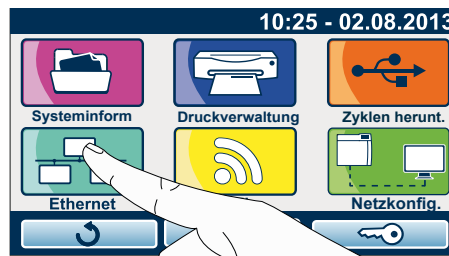 10:25 - 02.08.2013
Systeminform
Druckverwaltung
Zyklen herunt.
Ethernet
Netzkonfig.